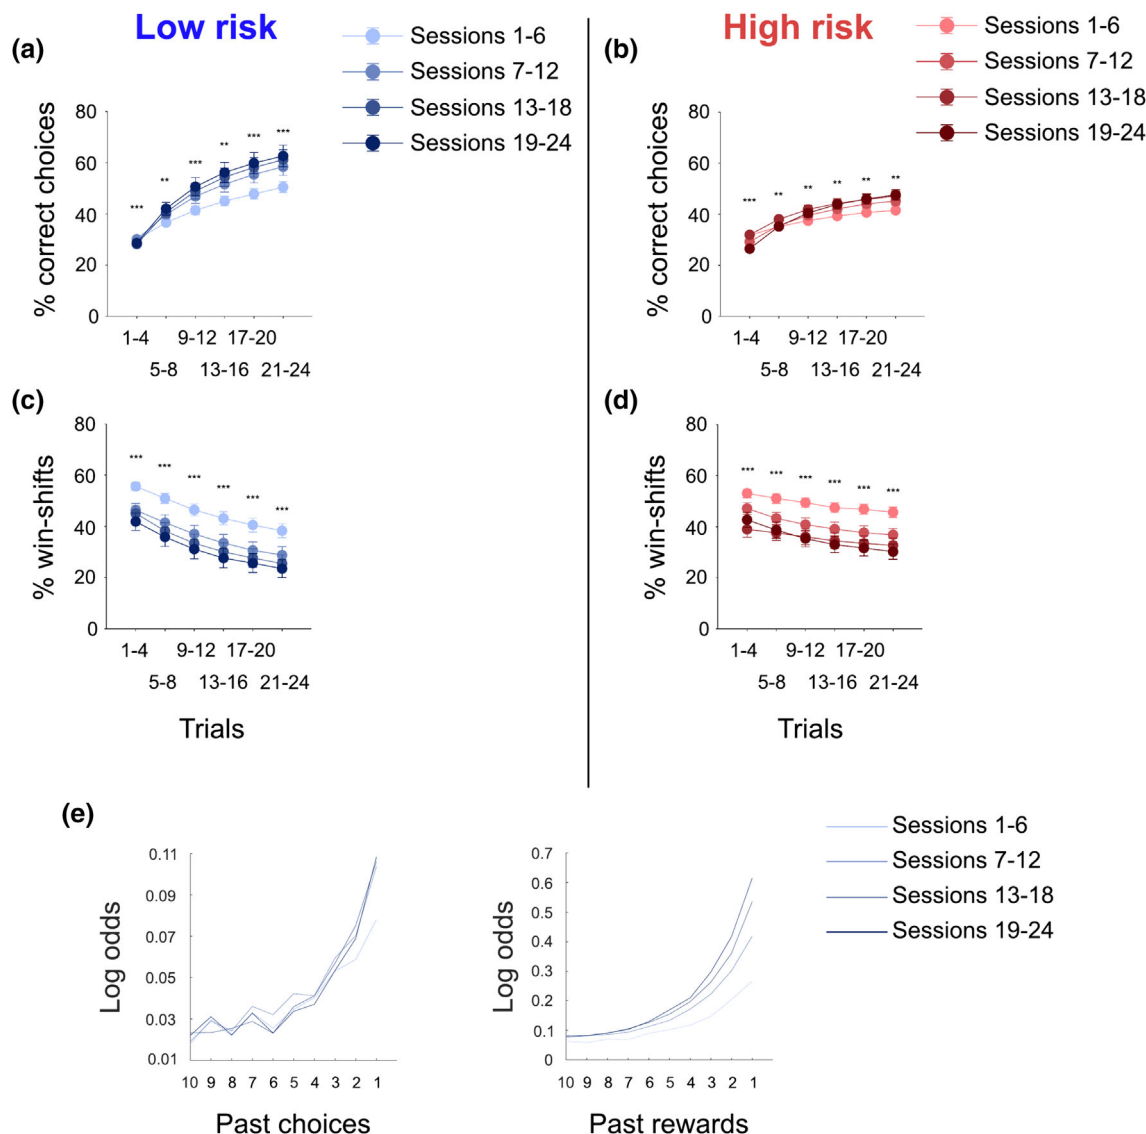 Low risk
High risk
(a)
Sessions 1-6
Sessions 7-12
Sessions 13-18
Sessions 19-24
80
60
40
20
0
% correct choices
*** ** *** ** *** ***
1-4 9-12 17-20
5-8 13-16 21-24
(b)
Sessions 1-6
Sessions 7-12
Sessions 13-18
Sessions 19-24
80
60
40
20
0
% correct choices
*** ** ** ** ** **
1-4 9-12 17-20
5-8 13-16 21-24
(c)
80
60
40
20
0
% win-shifts
*** *** *** *** *** ***
1-4 9-12 17-20
5-8 13-16 21-24
Trials
(d)
80
60
40
20
0
% win-shifts
*** *** *** *** *** ***
1-4 9-12 17-20
5-8 13-16 21-24
Trials
(e)
0.11
0.09
0.07
0.05
0.03
0.01
Log odds
10 9 8 7 6 5 4 3 2 1
Past choices
0.7
0.6
0.5
0.4
0.3
0.2
0.1
0
Log odds
10 9 8 7 6 5 4 3 2 1
Past rewards
Sessions 1-6
Sessions 7-12
Sessions 13-18
Sessions 19-24